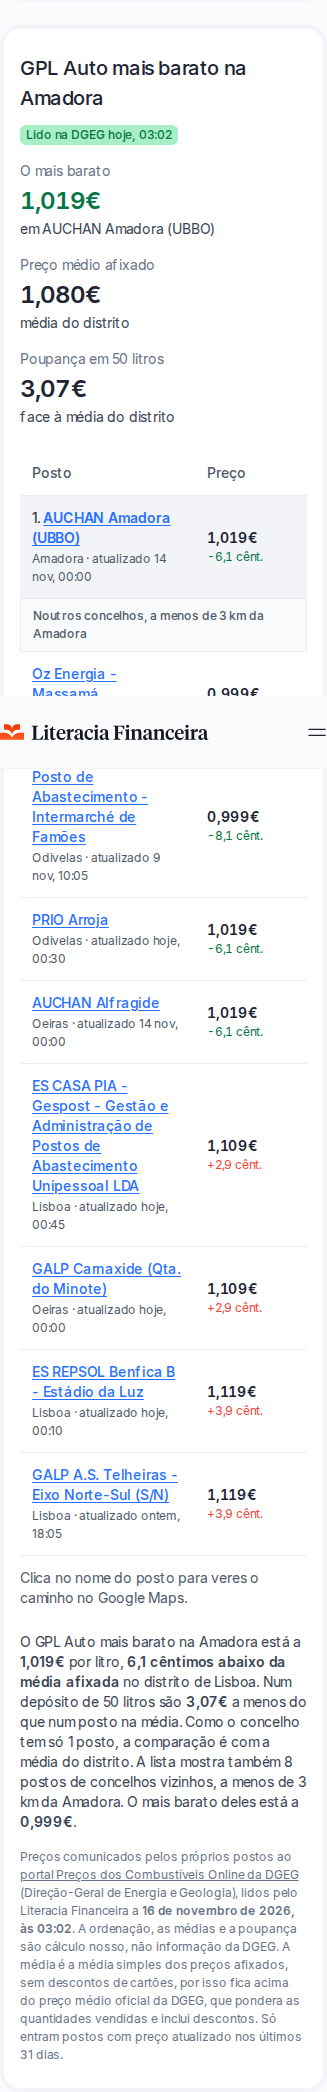 GPL Auto mais barato na
Amadora
Lido na DGEG hoje, 03:02
O mais barato
1,019€
em AUCHAN Amadora (UBBO)
Preço médio afixado
1,080€
média do distrito
Poupança em 50 litros
3,07€
face à média do distrito
Posto Preço
1. AUCHAN Amadora
(UBBO)
Amadora · atualizado 14
nov, 00:00
1,019€
-6,1 cênt.
Noutros concelhos, a menos de 3 km da
Amadora
Oz Energia -
Massamá
0,999€
Literacia Financeira
Posto de
Abastecimento -
Intermarché de
Famões
Odivelas · atualizado 9
nov, 10:05
0,999€
-8,1 cênt.
PRIO Arroja
Odivelas · atualizado hoje,
00:30
1,019€
-6,1 cênt.
AUCHAN Alfragide
Oeiras · atualizado 14 nov,
00:00
1,019€
-6,1 cênt.
ES CASA PIA -
Gespost - Gestão e
Administração de
Postos de
Abastecimento
Unipessoal LDA
Lisboa · atualizado hoje,
00:45
1,109€
+2,9 cênt.
GALP Carnaxide (Qta.
do Minote)
Oeiras · atualizado hoje,
00:00
1,109€
+2,9 cênt.
ES REPSOL Benfica B
- Estádio da Luz
Lisboa · atualizado hoje,
00:10
1,119€
+3,9 cênt.
GALP A.S. Telheiras -
Eixo Norte-Sul (S/N)
Lisboa · atualizado ontem,
18:05
1,119€
+3,9 cênt.
Clica no nome do posto para veres o
caminho no Google Maps.
O GPL Auto mais barato na Amadora está a
1,019€ por litro, 6,1 cêntimos abaixo da
média afixada no distrito de Lisboa. Num
depósito de 50 litros são 3,07€ a menos do
que num posto na média. Como o concelho
tem só 1 posto, a comparação é com a
média do distrito. A lista mostra também 8
postos de concelhos vizinhos, a menos de 3
km da Amadora. O mais barato deles está a
0,999€.
Preços comunicados pelos próprios postos ao
portal Preços dos Combustíveis Online da DGEG
(Direção-Geral de Energia e Geologia), lidos pelo
Literacia Financeira a 16 de novembro de 2026,
às 03:02. A ordenação, as médias e a poupança
são cálculo nosso, não informação da DGEG. A
média é a média simples dos preços afixados,
sem descontos de cartões, por isso fica acima
do preço médio oficial da DGEG, que pondera as
quantidades vendidas e inclui descontos. Só
entram postos com preço atualizado nos últimos
31 dias.